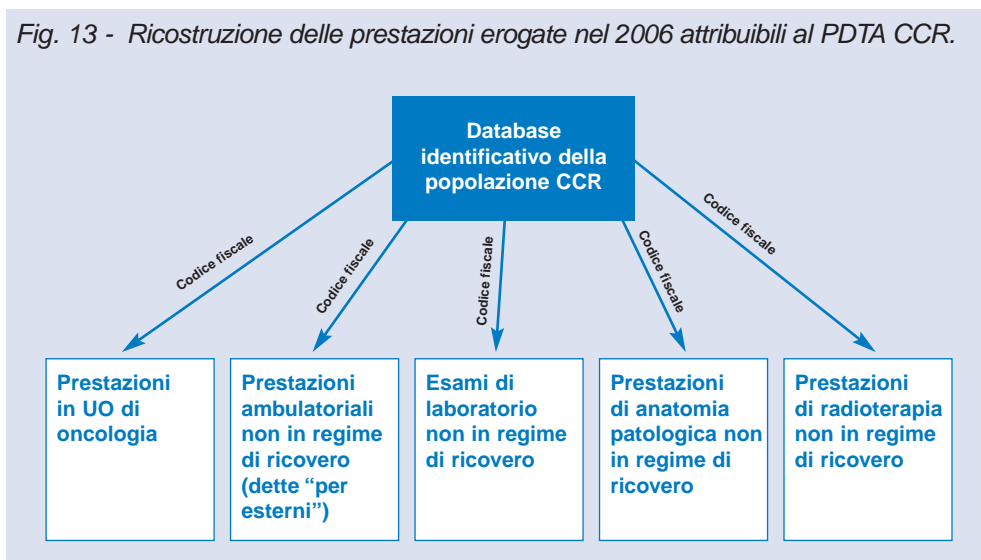 Fig. 13 - Ricostruzione delle prestazioni erogate nel 2006 attribuibili al PDTA CCR.
Database
identificativo della
popolazione CCR
Codice fiscale
Codice fiscale
Codice fiscale
Codice fiscale
Codice fiscale
Prestazioni
in UO di
oncologia
Prestazioni
ambulatoriali
non in regime
di ricovero
(dette “per
esterni”)
Esami di
laboratorio
non in regime
di ricovero
Prestazioni
di anatomia
patologica non
in regime di
ricovero
Prestazioni
di radioterapia
non in regime
di ricovero